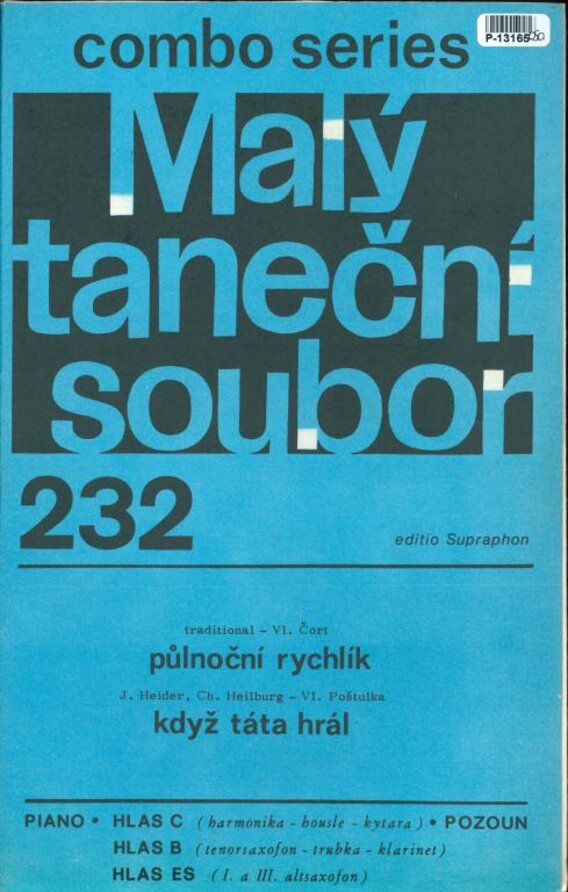 P-13165
combo series
Malý
taneční
soubor
232
editio Supraphon
traditional - Vl. Čort
půlnoční rychlík
J. Heider, Ch. Heilburg - Vl. Poštulka
když táta hrál
PIANO • HLAS C (harmonika - housle - kytara) • POZOUN
HLAS B (tenorsaxofon - trubka - klarinet)
HLAS ES (I. a III. altsaxofon)